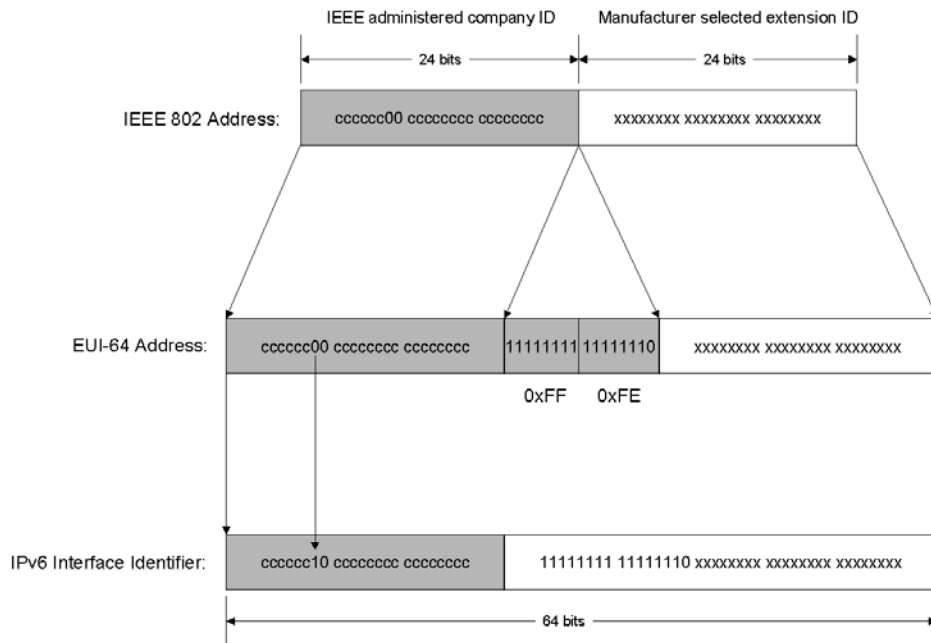 IEEE administered company ID Manufacturer selected extension ID
24 bits 24 bits
IEEE 802 Address: cccccc00 cccccccc cccccccc xxxxxxxx xxxxxxxx xxxxxxxx
EUI-64 Address: cccccc00 cccccccc cccccccc 11111111 11111110 xxxxxxxx xxxxxxxx xxxxxxxx
0xFF 0xFE
IPv6 Interface Identifier: cccccc10 cccccccc cccccccc 11111111 11111110 xxxxxxxx xxxxxxxx xxxxxxxx
64 bits